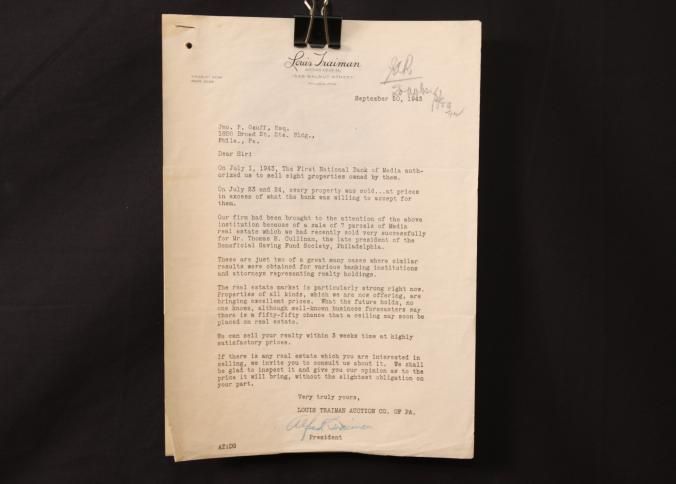 Louis Traiman
AUCTION COMPANY
1519 WALNUT STREET
PHILADELPHIA
September 20, 1943
Jno. P. Gauff, Esq.
Broad St. Sta. Bldg.,
Phila., Pa.
Dear Sir:
On July 1, 1943, The First National Bank of Media auth-
orized us to sell eight properties owned by them.
On July 23 and 24, every property was sold...at prices
in excess of what the bank was willing to accept for
them.
Our firm had been brought to the attention of the above
institution because of a sale of 7 parcels of Media
real estate which we had recently sold very successfully
for Mr. Thomas S. Cullinan, the late president of the
Beneficial Saving Fund Society, Philadelphia.
These are just two of a great many cases where similar
results were obtained for various banking institutions
and attorneys representing realty holdings.
The real estate market is particularly strong right now.
Properties of all kinds, which we are now offering, are
bringing excellent prices. What the future holds, no
one knows, although well-known business forecasters say
there is a fifty-fifty chance that a ceiling may soon be
placed on real estate.
We can sell your realty within 3 weeks time at highly
satisfactory prices.
If there is any real estate which you are interested in
selling, we invite you to consult us about it. We shall
be glad to inspect it and give you our opinion as to the
price it will bring, without the slightest obligation on
your part.
Very truly yours,
LOUIS TRAIMAN AUCTION CO. OF PA.
Alfred Traiman
President
AT:DG